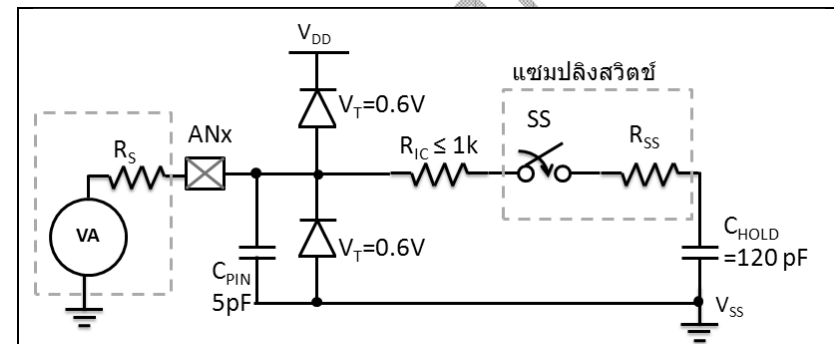 V_DD
แซมปลิงสวิตช์
V_T=0.6V
SS
R_S
ANx
R_IC ≤ 1k
R_SS
VA
V_T=0.6V
C_PIN
5pF
C_HOLD
=120 pF
V_SS